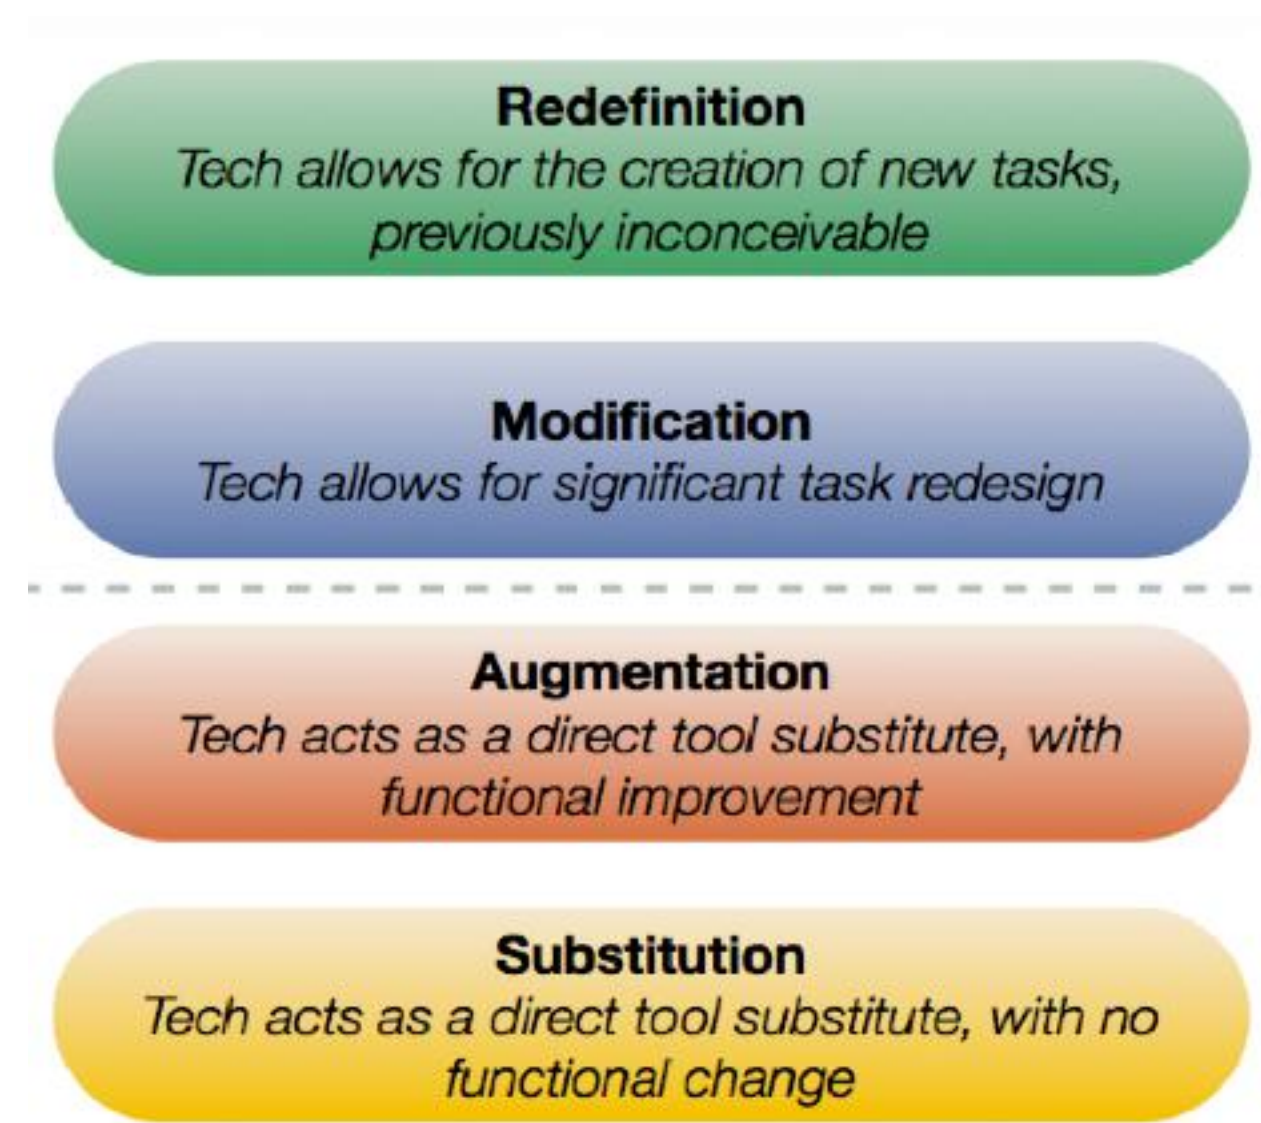 Redefinition
Tech allows for the creation of new tasks,
previously inconceivable
Modification
Tech allows for significant task redesign
Augmentation
Tech acts as a direct tool substitute, with
functional improvement
Substitution
Tech acts as a direct tool substitute, with no
functional change